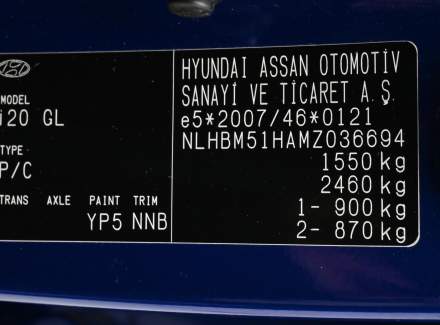 MODEL
i20 GL
TYPE
P/C
TRANS AXLE PAINT TRIM
YP5 NNB
HYUNDAI ASSAN OTOMOTİV
SANAYİ VE TİCARET A.Ş.
e5*2007/46*0121
NLHBM51HAMZ036694
1550 kg
2460 kg
1- 900 kg
2- 870 kg